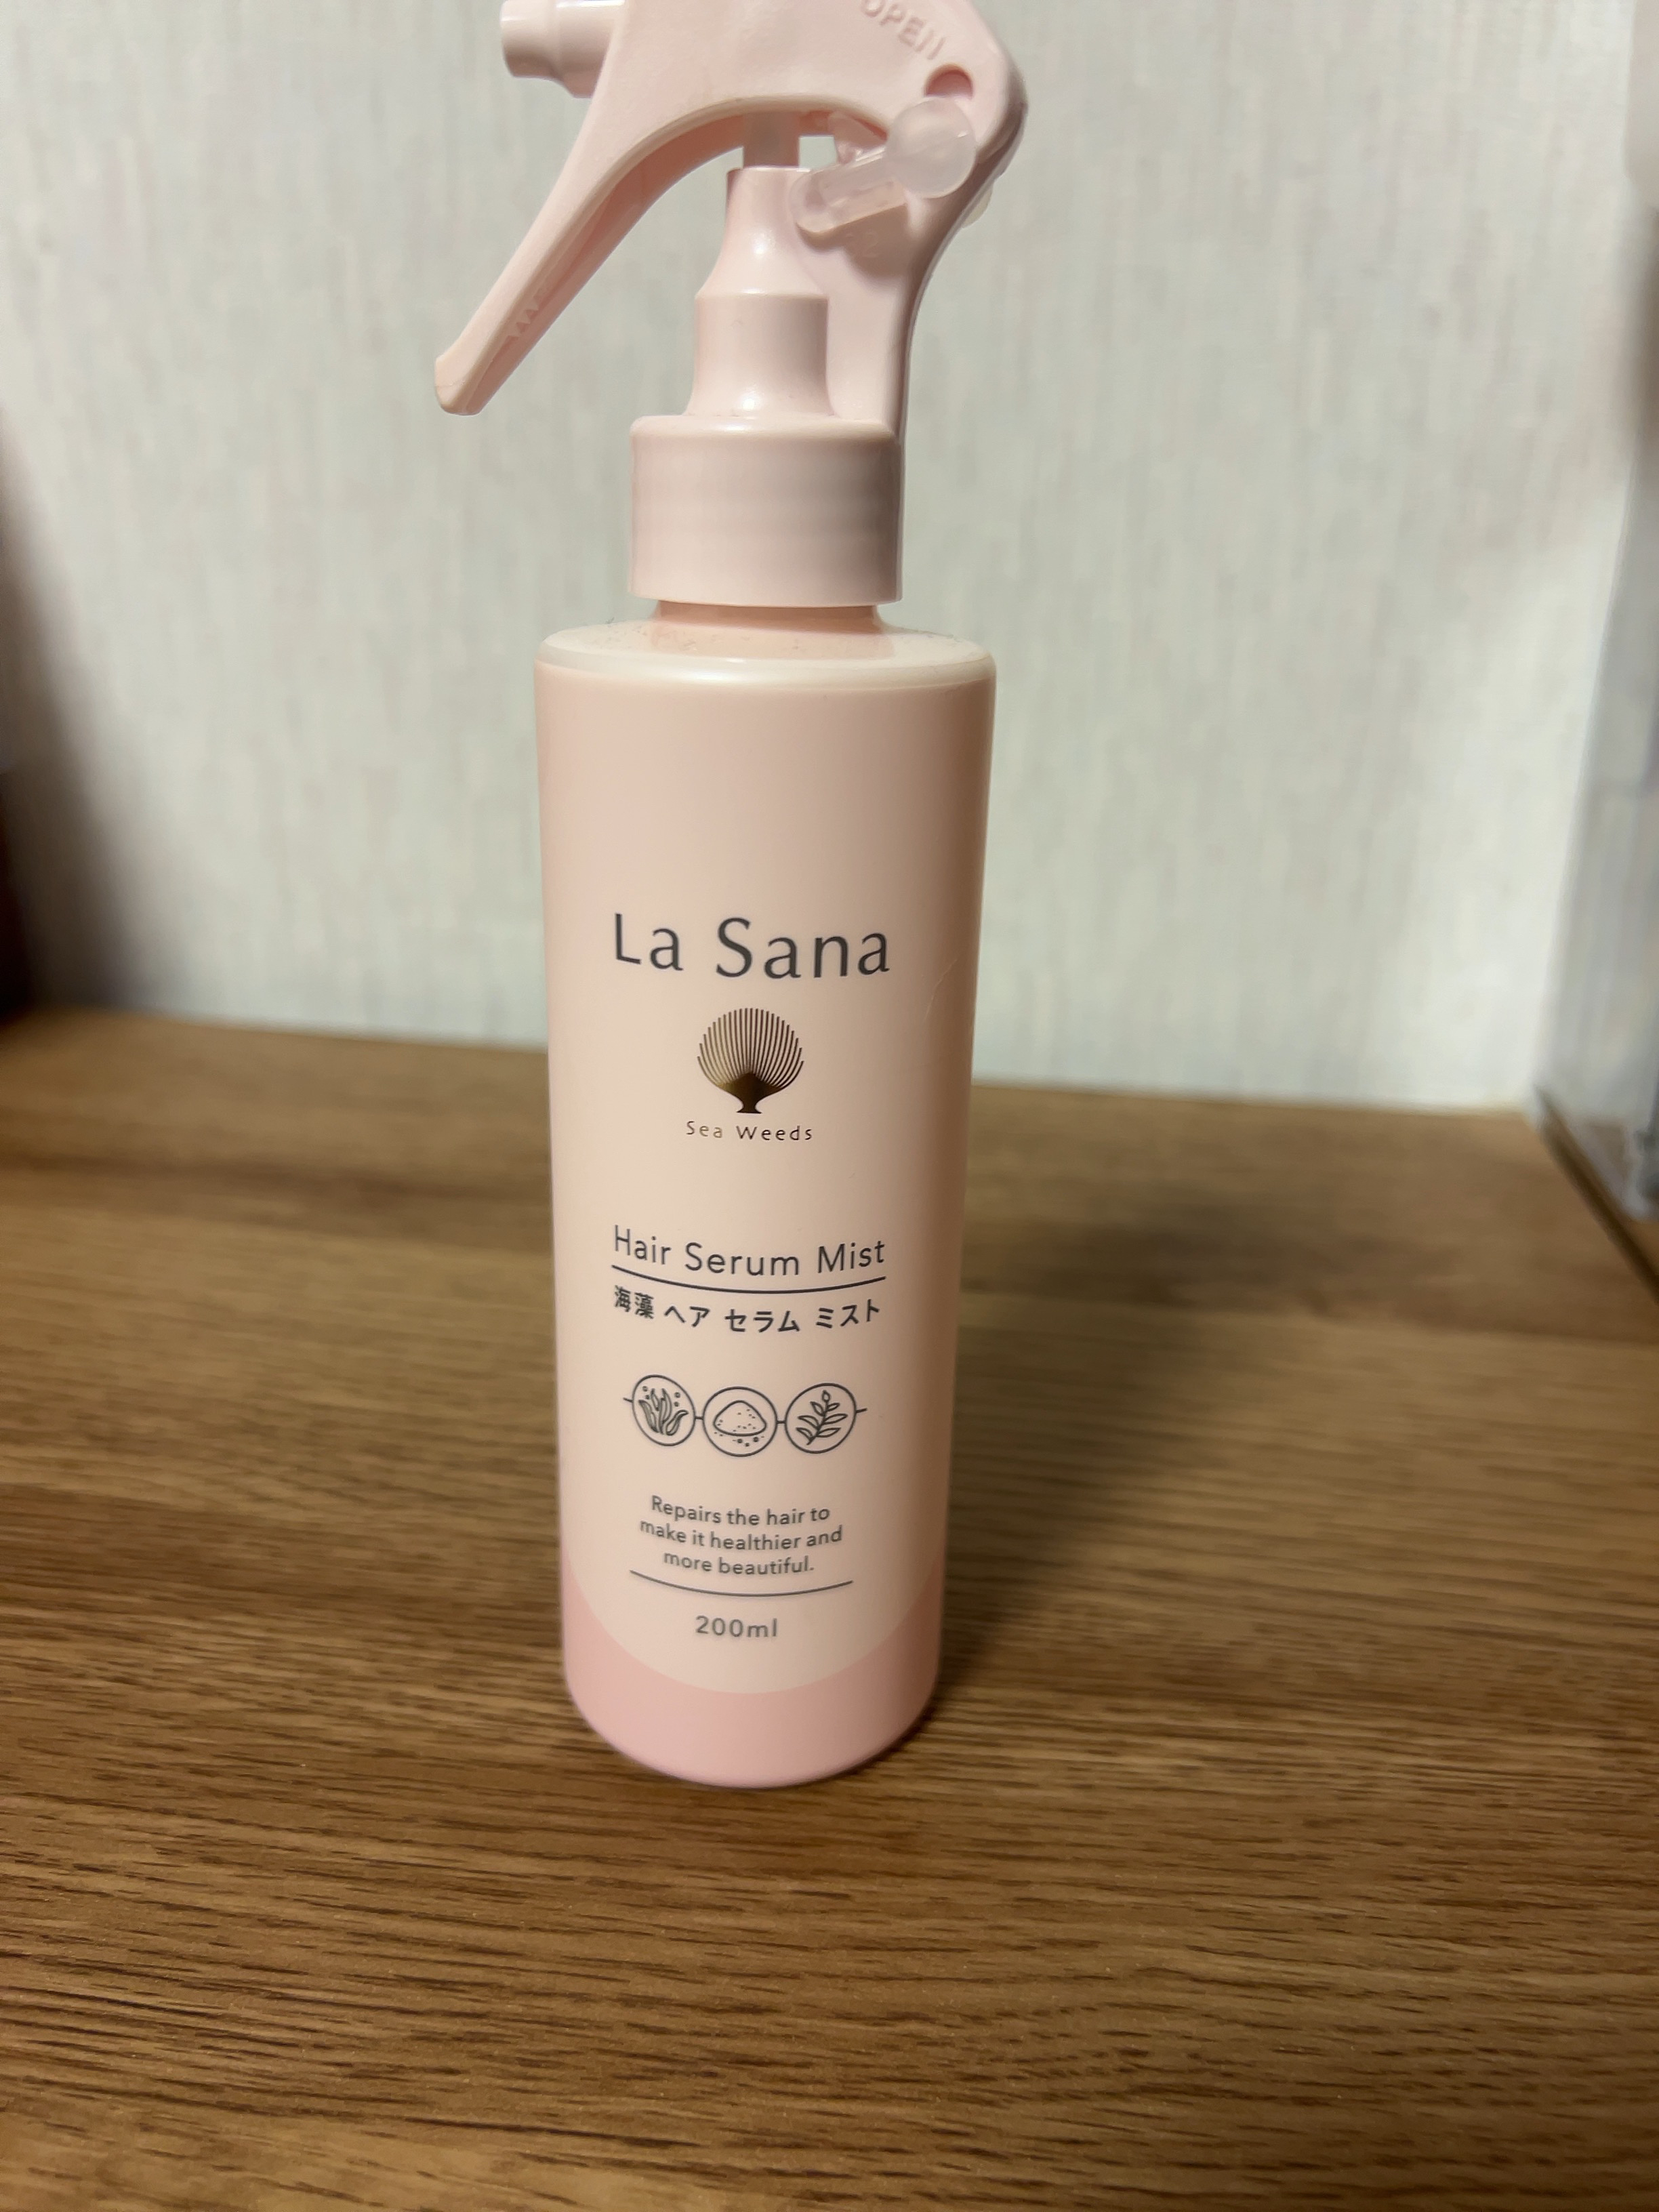 OPEN
La Sana
Sea Weeds
Hair Serum Mist
海藻 ヘア セラム ミスト
Repairs the hair to
make it healthier and
more beautiful.
200ml